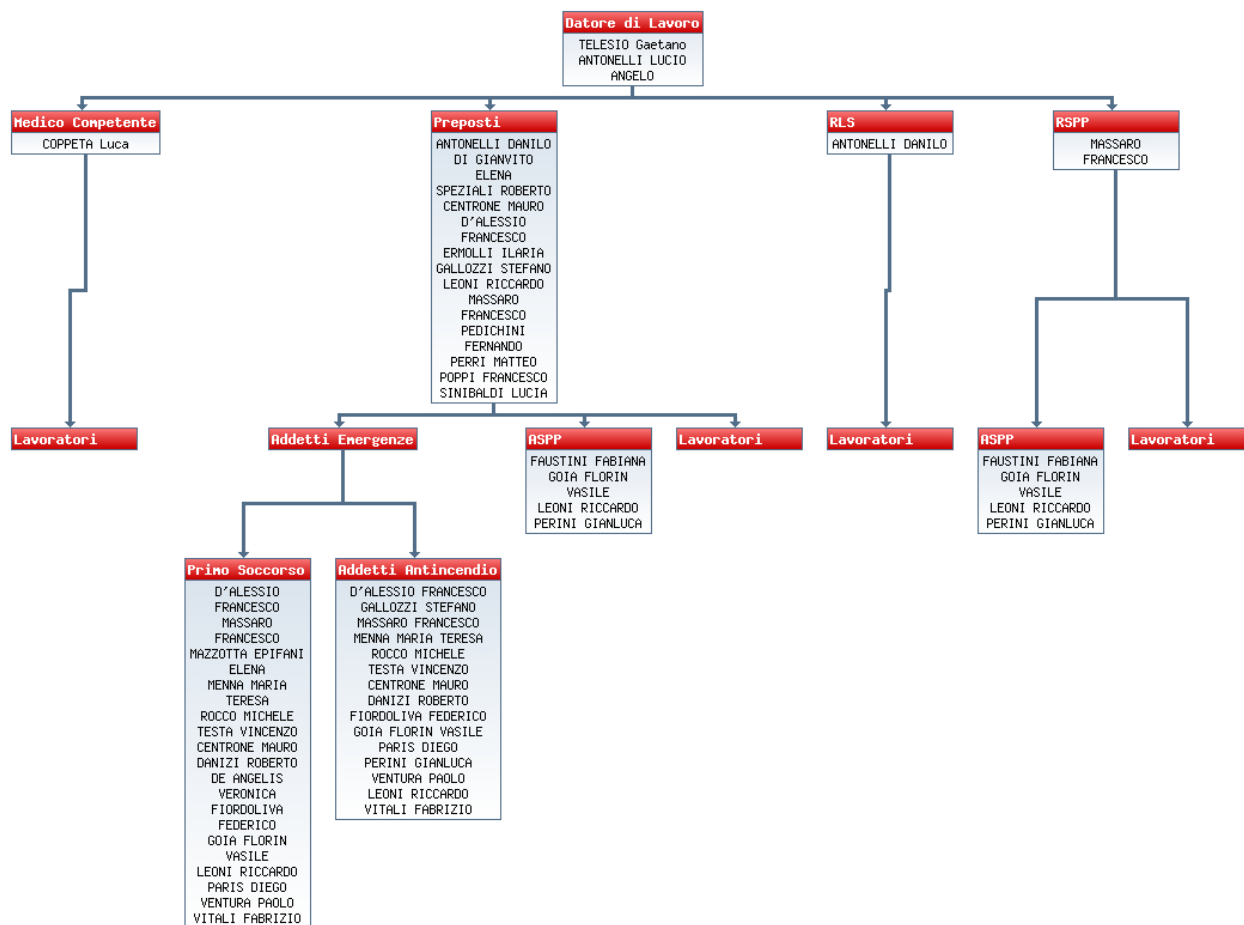 Datore di Lavoro
TELESIO Gaetano
ANTONELLI LUCIO
ANGELO
Medico Competente
COPPETA Luca
Preposti
ANTONELLI DANILO
DI GIANVITO
ELENA
SPEZIALI ROBERTO
CENTRONE MAURO
D'ALESSIO
FRANCESCO
ERMOLLI ILARIA
GALLOZZI STEFANO
LEONI RICCARDO
MASSARO
FRANCESCO
PEDICHINI
FERNANDO
PERRI MATTEO
POPPI FRANCESCO
SINIBALDI LUCIA
RLS
ANTONELLI DANILO
RSPP
MASSARO
FRANCESCO
Lavoratori
Addetti Emergenze
ASPP
FAUSTINI FABIANA
GOIA FLORIN
VASILE
LEONI RICCARDO
PERINI GIANLUCA
Lavoratori
Lavoratori
ASPP
FAUSTINI FABIANA
GOIA FLORIN
VASILE
LEONI RICCARDO
PERINI GIANLUCA
Lavoratori
Primo Soccorso
D'ALESSIO
FRANCESCO
MASSARO
FRANCESCO
MAZZOTTA EPIFANI
ELENA
MENNA MARIA
TERESA
ROCCO MICHELE
TESTA VINCENZO
CENTRONE MAURO
DANIZI ROBERTO
DE ANGELIS
VERONICA
FIORDOLIVA
FEDERICO
GOIA FLORIN
VASILE
LEONI RICCARDO
PARIS DIEGO
VENTURA PAOLO
VITALI FABRIZIO
Addetti Antincendio
D'ALESSIO FRANCESCO
GALLOZZI STEFANO
MASSARO FRANCESCO
MENNA MARIA TERESA
ROCCO MICHELE
TESTA VINCENZO
CENTRONE MAURO
DANIZI ROBERTO
FIORDOLIVA FEDERICO
GOIA FLORIN VASILE
PARIS DIEGO
PERINI GIANLUCA
VENTURA PAOLO
LEONI RICCARDO
VITALI FABRIZIO